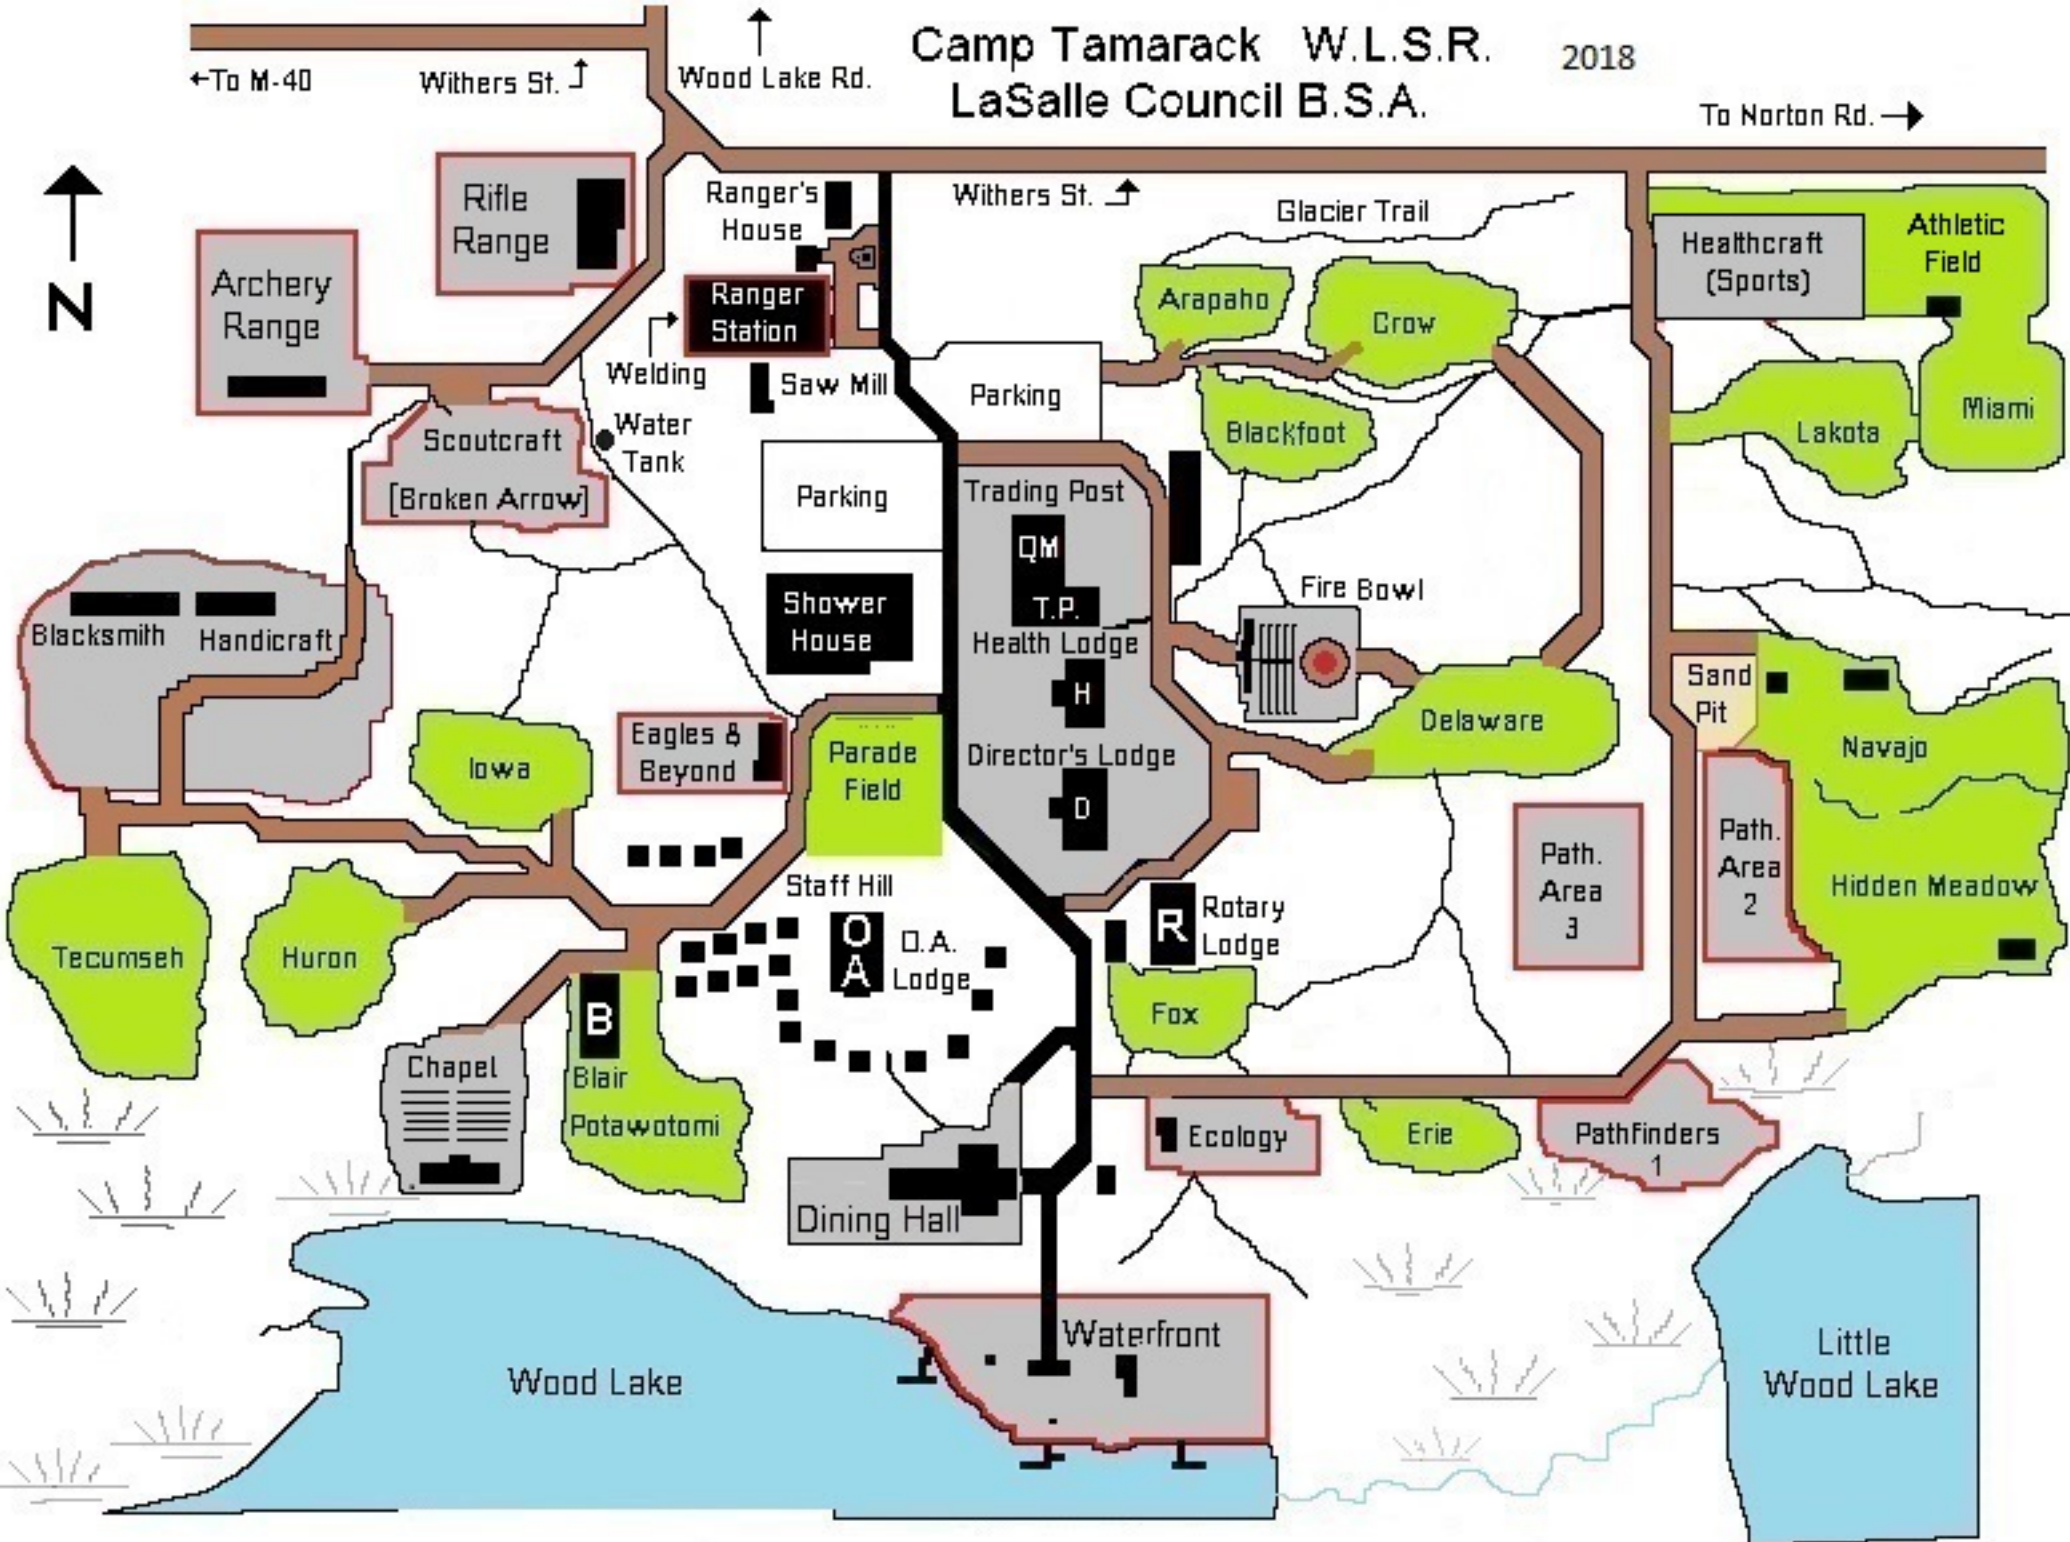 Camp Tamarack W.L.S.R.
2018
LaSalle Council B.S.A.
←To M-40
Withers St.
Wood Lake Rd.
To Norton Rd.
N
Rifle
Range
Archery
Range
Ranger's
House
Withers St.
Glacier Trail
Healthcraft
(Sports)
Athletic
Field
Ranger
Station
Arapaho
Crow
Welding
Saw Mill
Parking
Miami
Lakota
Blackfoot
Water
Tank
Scoutcraft
[Broken Arrow]
Parking
Trading Post
QM
T.P.
Health Lodge
H
Director's Lodge
D
Shower
House
Fire Bowl
Blacksmith
Handicraft
Sand
Pit
Navajo
Delaware
Iowa
Eagles &
Beyond
Parade
Field
Path.
Area
3
Path.
Area
2
Hidden Meadow
Staff Hill
O
A
O.A.
Lodge
R
Rotary
Lodge
Tecumseh
Huron
Fox
B
Blair
Potawotomi
Chapel
Ecology
Erie
Pathfinders
1
Dining Hall
Waterfront
Wood Lake
Little
Wood Lake